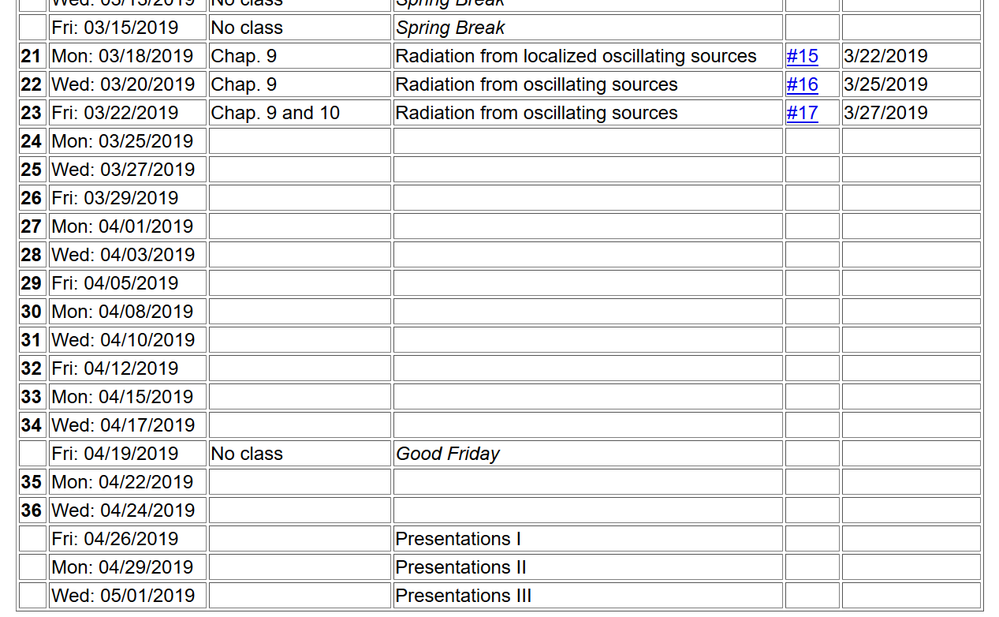 Wed: 03/13/2019 No class Spring Break
Fri: 03/15/2019 No class Spring Break
21 Mon: 03/18/2019 Chap. 9 Radiation from localized oscillating sources #15 3/22/2019
22 Wed: 03/20/2019 Chap. 9 Radiation from oscillating sources #16 3/25/2019
23 Fri: 03/22/2019 Chap. 9 and 10 Radiation from oscillating sources #17 3/27/2019
24 Mon: 03/25/2019
25 Wed: 03/27/2019
26 Fri: 03/29/2019
27 Mon: 04/01/2019
28 Wed: 04/03/2019
29 Fri: 04/05/2019
30 Mon: 04/08/2019
31 Wed: 04/10/2019
32 Fri: 04/12/2019
33 Mon: 04/15/2019
34 Wed: 04/17/2019
Fri: 04/19/2019 No class Good Friday
35 Mon: 04/22/2019
36 Wed: 04/24/2019
Fri: 04/26/2019 Presentations I
Mon: 04/29/2019 Presentations II
Wed: 05/01/2019 Presentations III